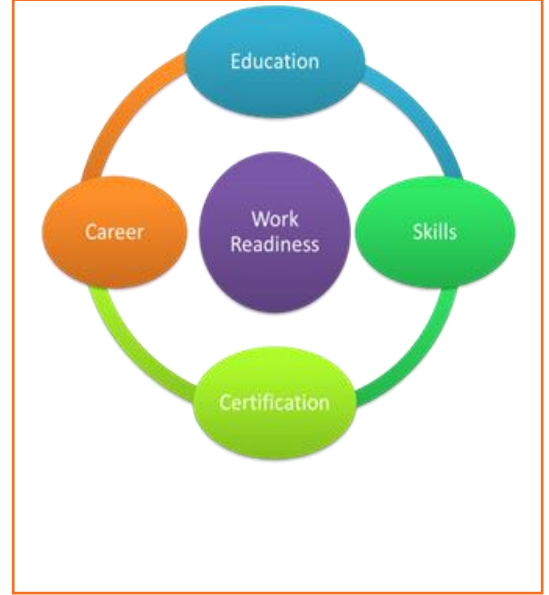 Education
Career
Work
Readiness
Skills
Certification